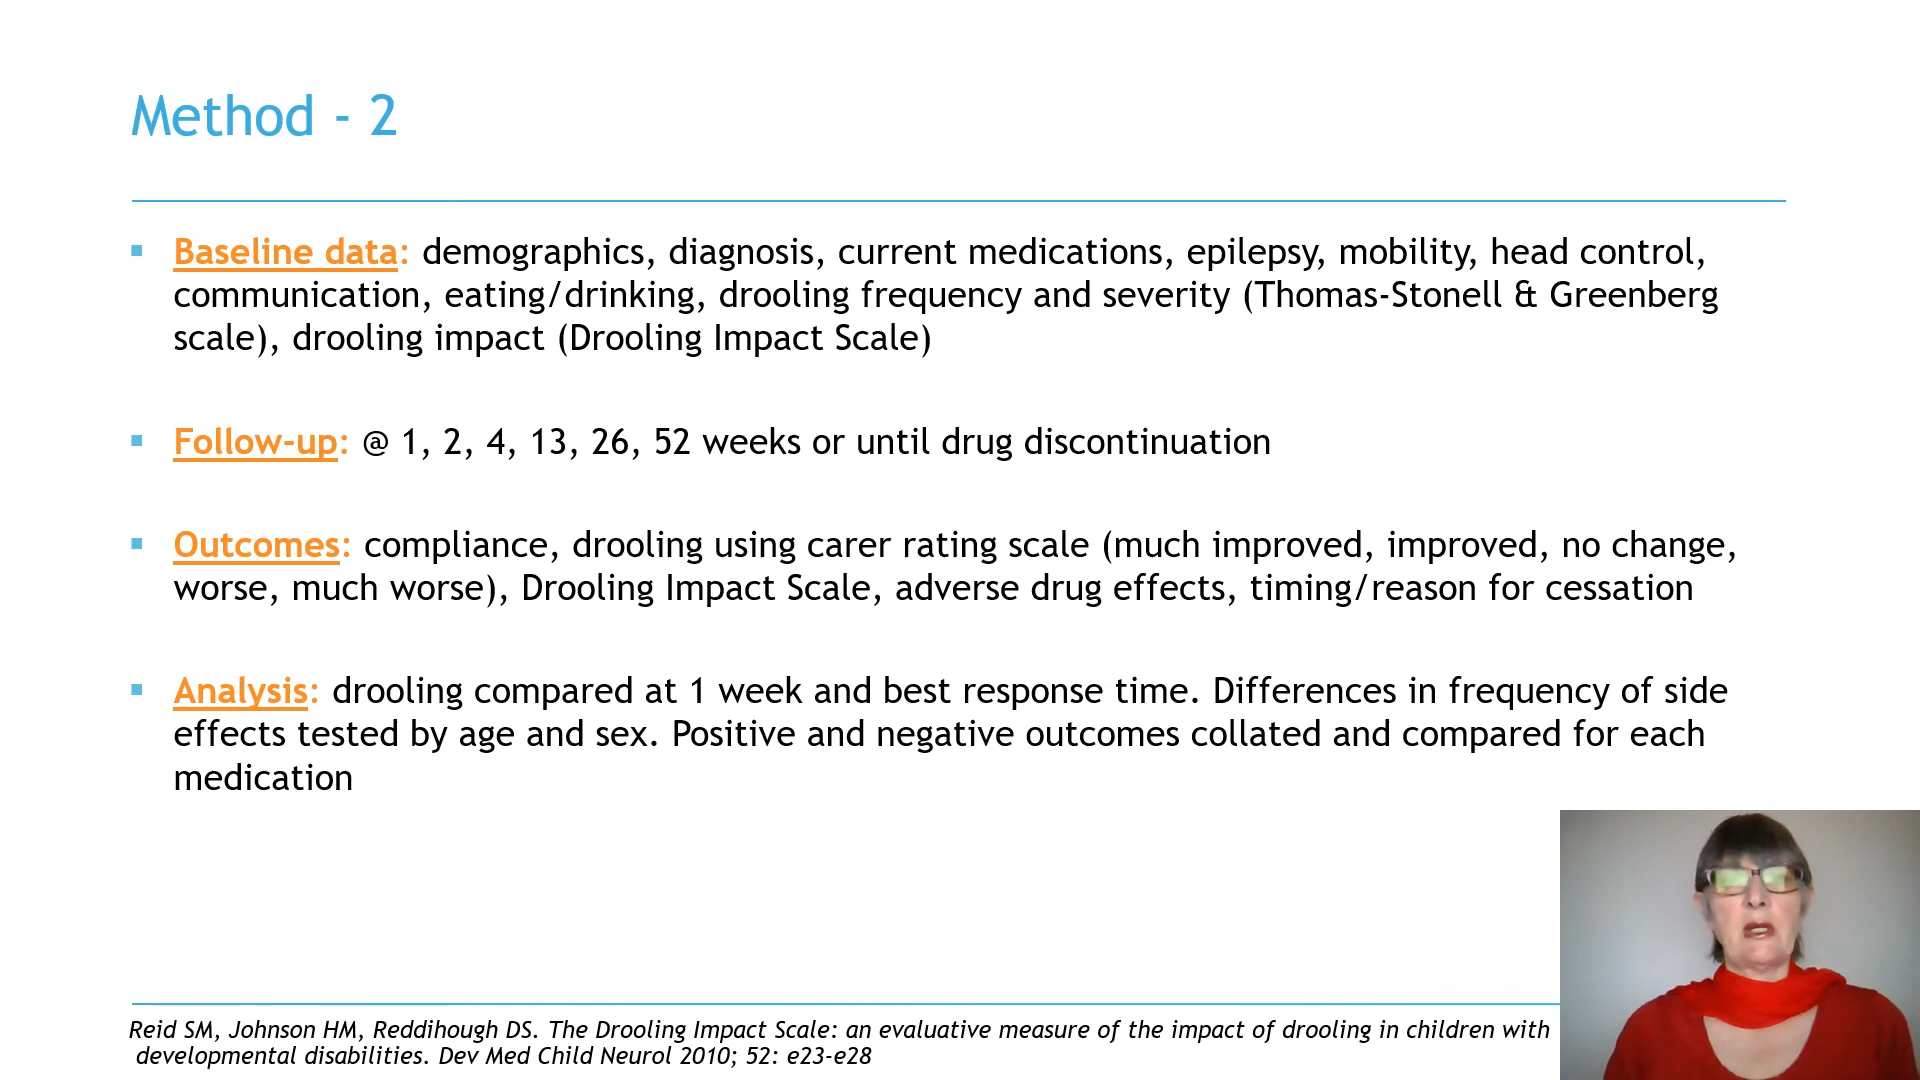 Method - 2
▪ Baseline data: demographics, diagnosis, current medications, epilepsy, mobility, head control,
communication, eating/drinking, drooling frequency and severity (Thomas-Stonell & Greenberg
scale), drooling impact (Drooling Impact Scale)
▪ Follow-up: @ 1, 2, 4, 13, 26, 52 weeks or until drug discontinuation
▪ Outcomes: compliance, drooling using carer rating scale (much improved, improved, no change,
worse, much worse), Drooling Impact Scale, adverse drug effects, timing/reason for cessation
▪ Analysis: drooling compared at 1 week and best response time. Differences in frequency of side
effects tested by age and sex. Positive and negative outcomes collated and compared for each
medication
Reid SM, Johnson HM, Reddihough DS. The Drooling Impact Scale: an evaluative measure of the impact of drooling in children with
developmental disabilities. Dev Med Child Neurol 2010; 52: e23-e28